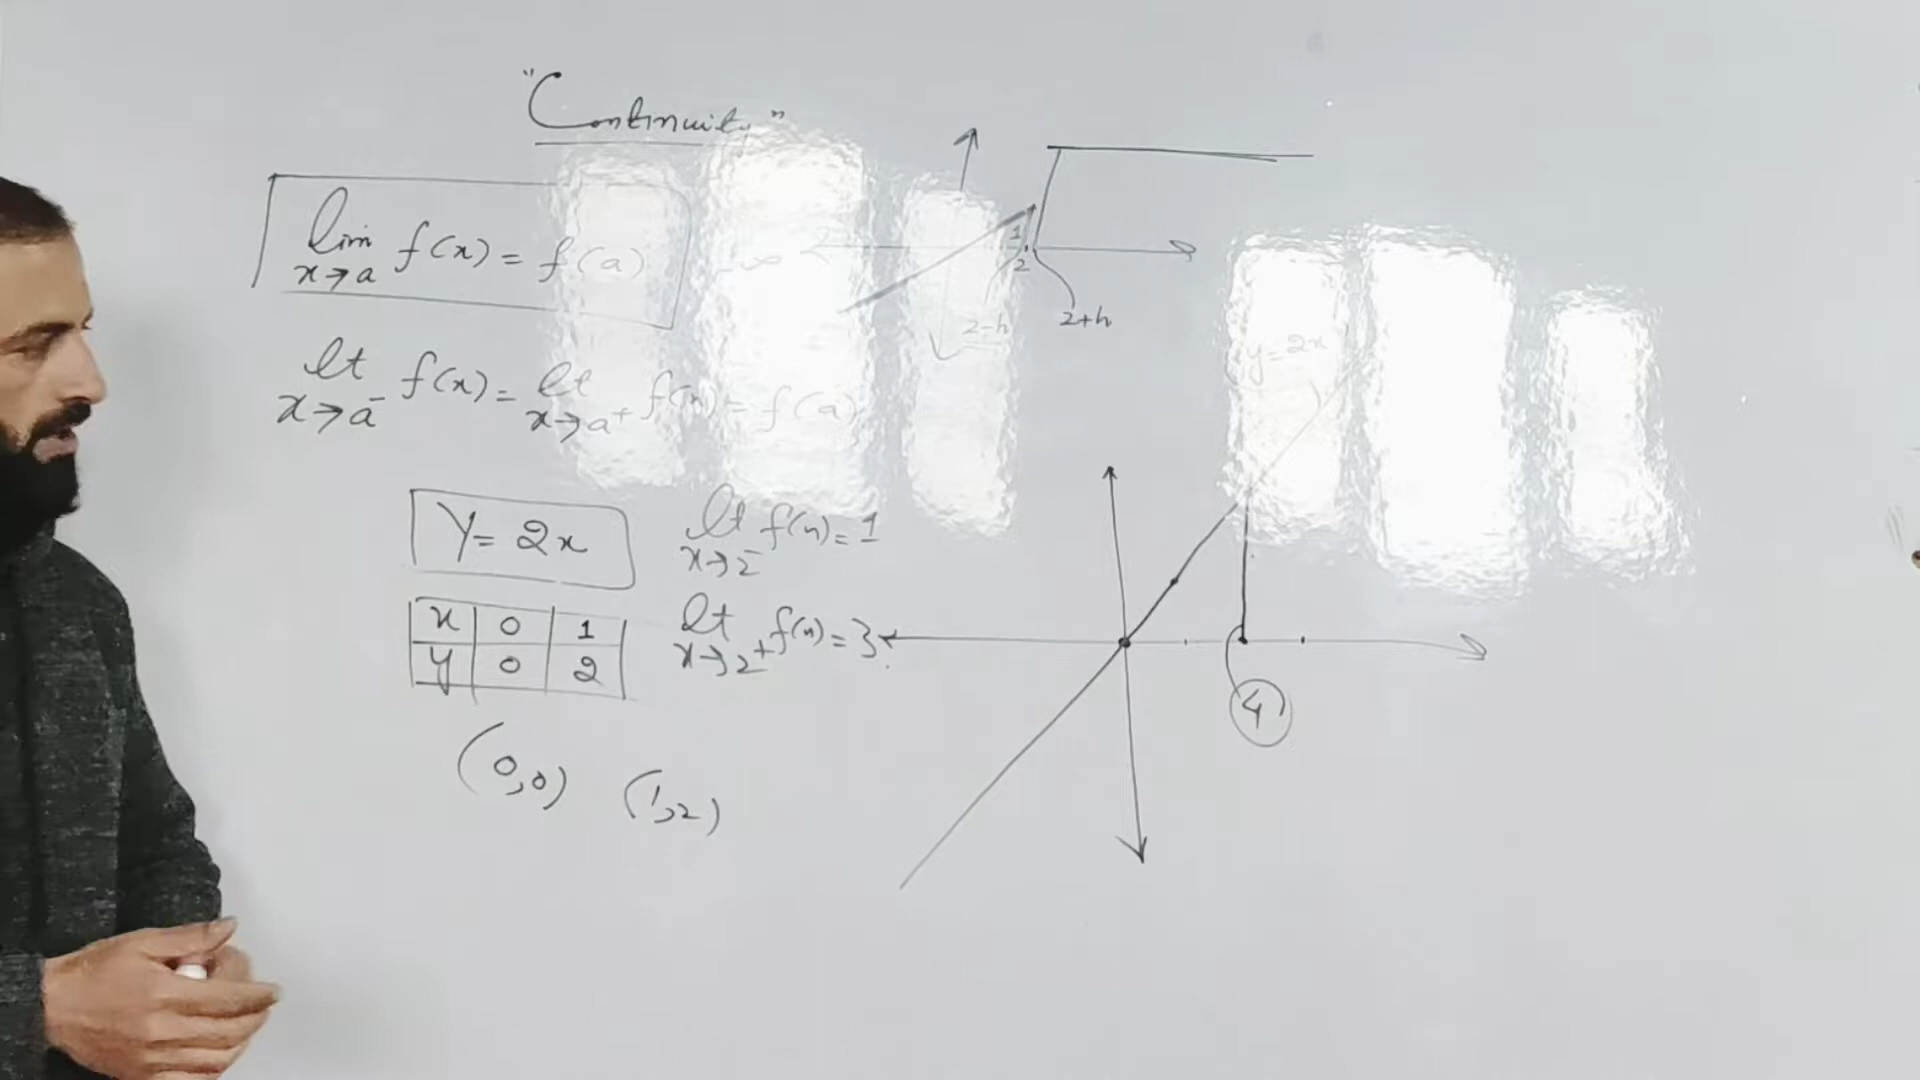 "Continuity"
lim f(x) = f(a)
x→a
lt f(x) = lt f(x) = f(a)
x→a⁻ x→a⁺
Y = 2x
x 0 1
y 0 2
(0,0) (1,2)
lt f(x) = 1
x→2⁻
lt f(x) = 3
x→2⁺
-∞
1
2
2-h
2+h
y=2x
4